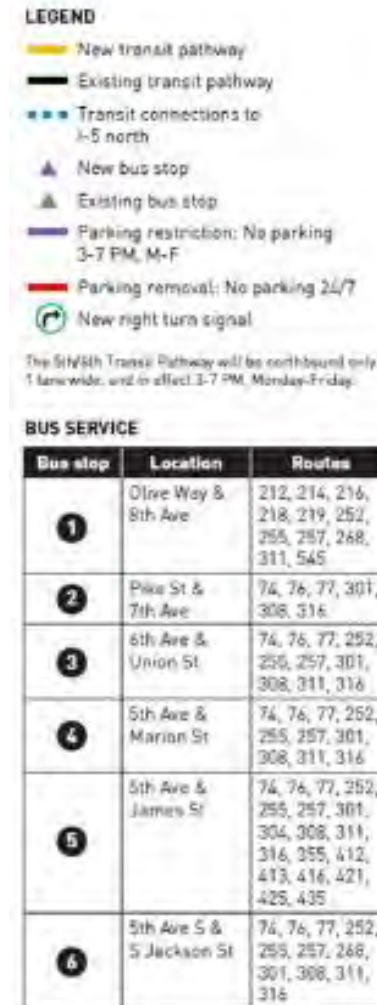 LEGEND
New transit pathway
Existing transit pathway
Transit connections to
I-5 north
New bus stop
Existing bus stop
Parking restriction: No parking
3-7 PM, M-F
Parking removal: No parking 24/7
New right turn signal
The 5th/6th Transit Pathway will be northbound only,
1 lane wide, and in effect 3-7 PM, Monday-Friday.
BUS SERVICE
Bus stop Location Routes
1 Olive Way & 212, 214, 216,
8th Ave 218, 219, 252,
255, 257, 268,
311, 545
2 Pike St & 74, 76, 77, 301,
7th Ave 308, 316
3 6th Ave & 74, 76, 77, 252,
Union St 255, 257, 301,
308, 311, 316
4 5th Ave & 74, 76, 77, 252,
Marion St 255, 257, 301,
308, 311, 316
5 5th Ave & 74, 76, 77, 252,
James St 255, 257, 301,
304, 308, 311,
316, 355, 412,
413, 416, 421,
425, 435
6 5th Ave S & 74, 76, 77, 252,
S Jackson St 255, 257, 268,
301, 308, 311,
316